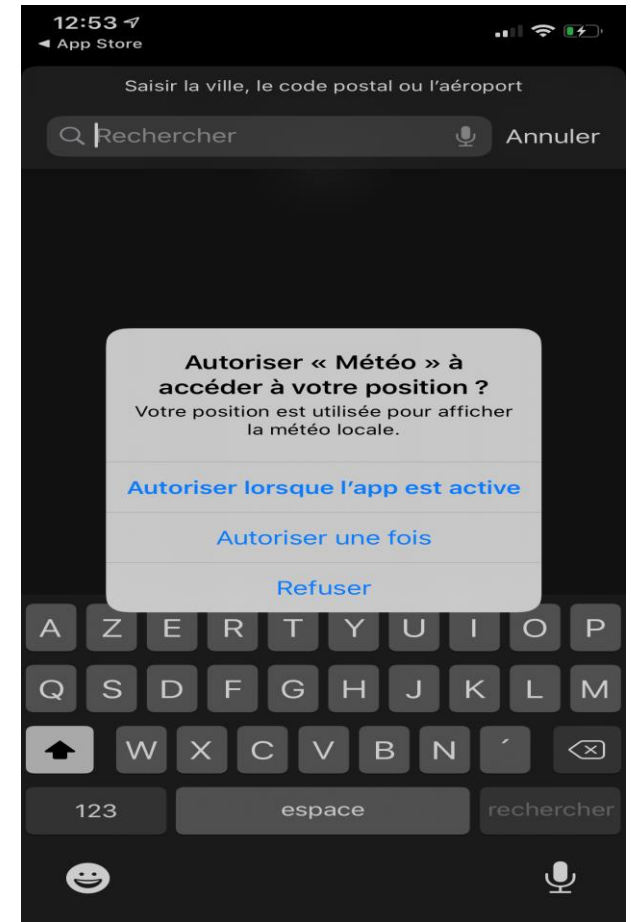 12:53
◀ App Store
Saisir la ville, le code postal ou l’aéroport
Rechercher
Annuler
Autoriser « Météo » à
accéder à votre position ?
Votre position est utilisée pour afficher
la météo locale.
Autoriser lorsque l’app est active
Autoriser une fois
Refuser
A Z E R T Y U I O P
Q S D F G H J K L M
W X C V B N ´
123 espace rechercher